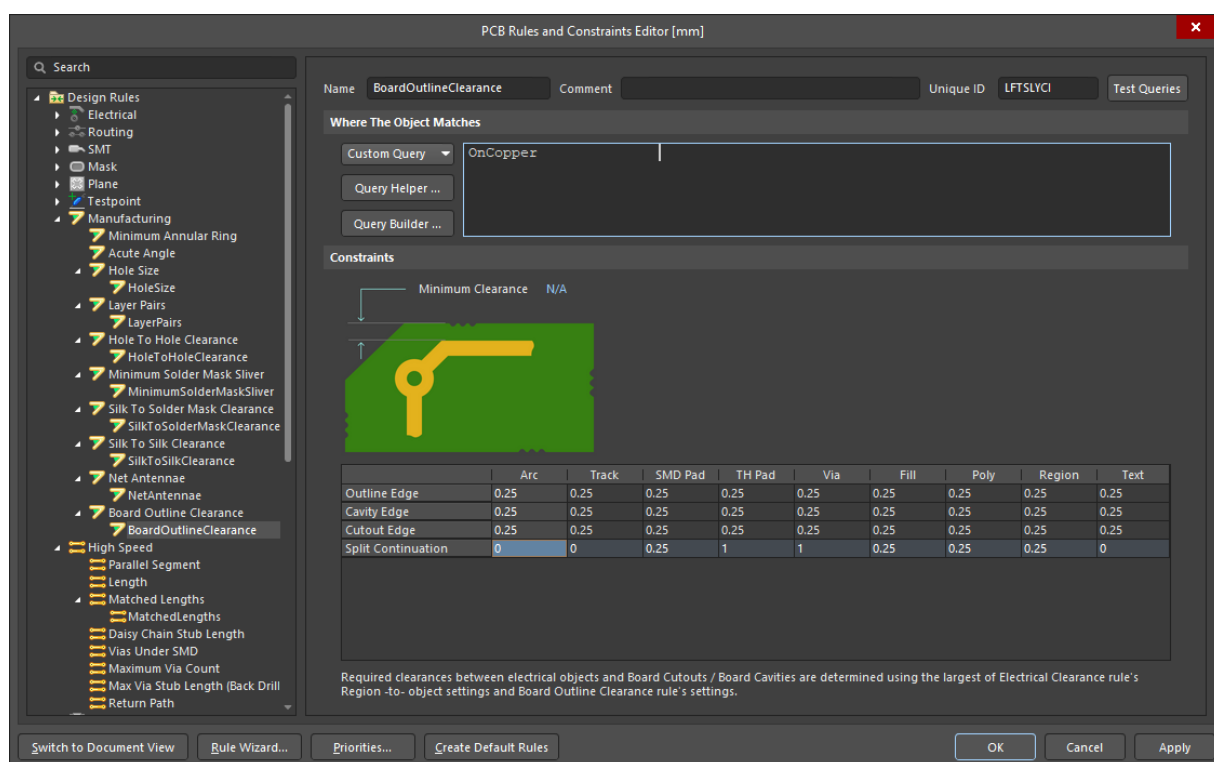 PCB Rules and Constraints Editor [mm]
Search
Design Rules
Electrical
Routing
SMT
Mask
Plane
Testpoint
Manufacturing
Minimum Annular Ring
Acute Angle
Hole Size
HoleSize
Layer Pairs
LayerPairs
Hole To Hole Clearance
HoleToHoleClearance
Minimum Solder Mask Sliver
MinimumSolderMaskSliver
Silk To Solder Mask Clearance
SilkToSolderMaskClearance
Silk To Silk Clearance
SilkToSilkClearance
Net Antennae
NetAntennae
Board Outline Clearance
BoardOutlineClearance
High Speed
Parallel Segment
Length
Matched Lengths
MatchedLengths
Daisy Chain Stub Length
Vias Under SMD
Maximum Via Count
Max Via Stub Length (Back Drill
Return Path
Name BoardOutlineClearance Comment Unique ID LFTSLYCI Test Queries
Where The Object Matches
Custom Query OnCopper
Query Helper ...
Query Builder ...
Constraints
Minimum Clearance N/A
Arc Track SMD Pad TH Pad Via Fill Poly Region Text
Outline Edge 0.25 0.25 0.25 0.25 0.25 0.25 0.25 0.25 0.25
Cavity Edge 0.25 0.25 0.25 0.25 0.25 0.25 0.25 0.25 0.25
Cutout Edge 0.25 0.25 0.25 0.25 0.25 0.25 0.25 0.25 0.25
Split Continuation 0 0 0.25 1 1 0.25 0.25 0.25 0
Required clearances between electrical objects and Board Cutouts / Board Cavities are determined using the largest of Electrical Clearance rule's
Region -to- object settings and Board Outline Clearance rule's settings.
Switch to Document View Rule Wizard... Priorities... Create Default Rules OK Cancel Apply